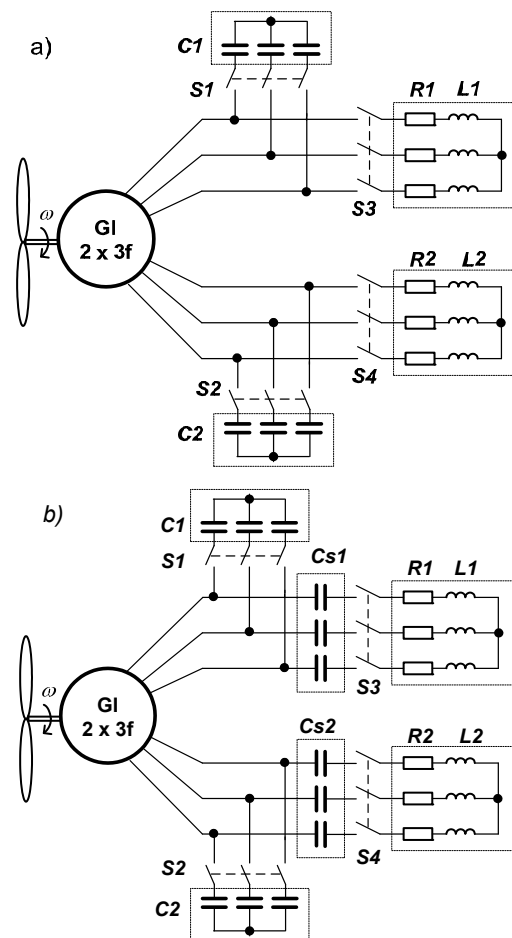 a)
C1
S1
R1 L1
ω
GI
2 x 3f
S3
R2 L2
S2
S4
C2
b)
C1
Cs1
S1
R1 L1
ω
GI
2 x 3f
S3
Cs2
R2 L2
S2
S4
C2